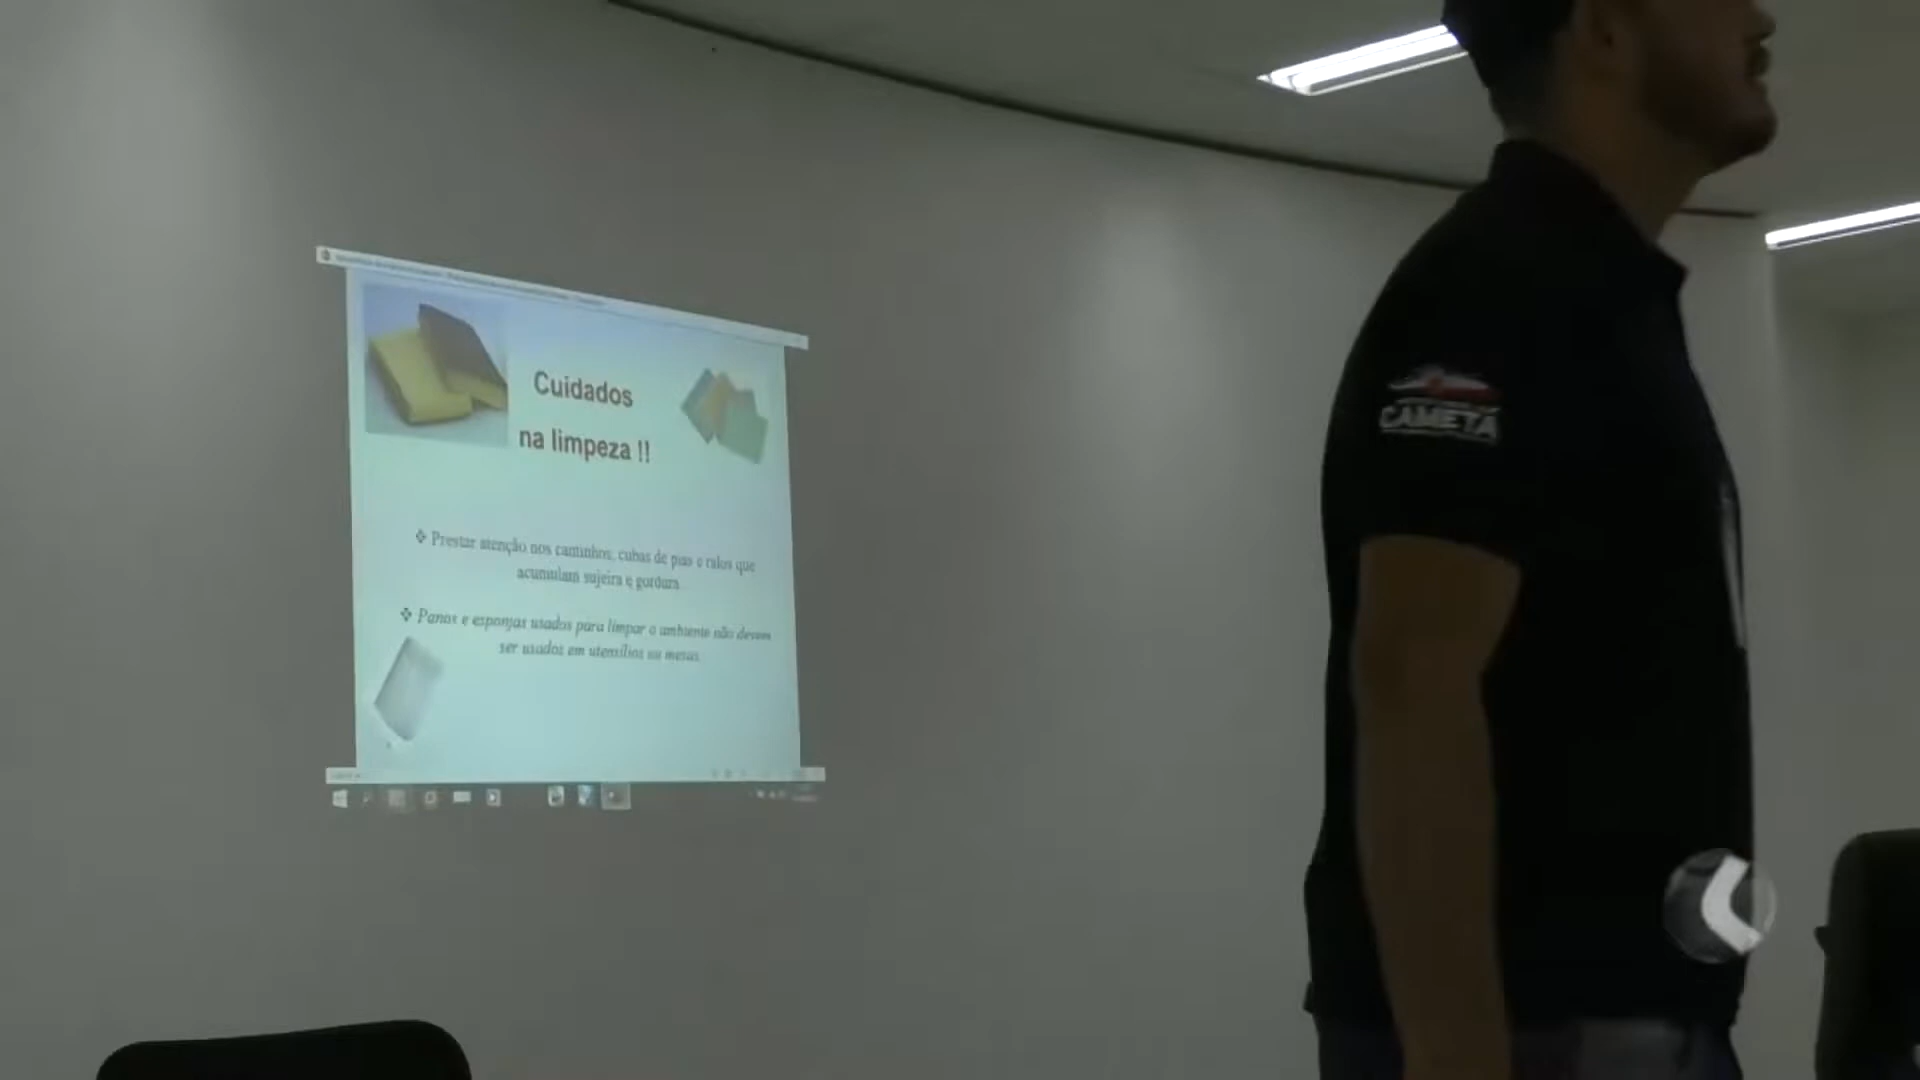 Cuidados
na limpeza !!
❖ Prestar atenção nos cantinhos, cubas de pias e ralos que
acumulam sujeira e gordura
❖ Panos e esponjas usados para limpar o ambiente não devem
ser usados em utensílios ou mesas
CAMETÁ